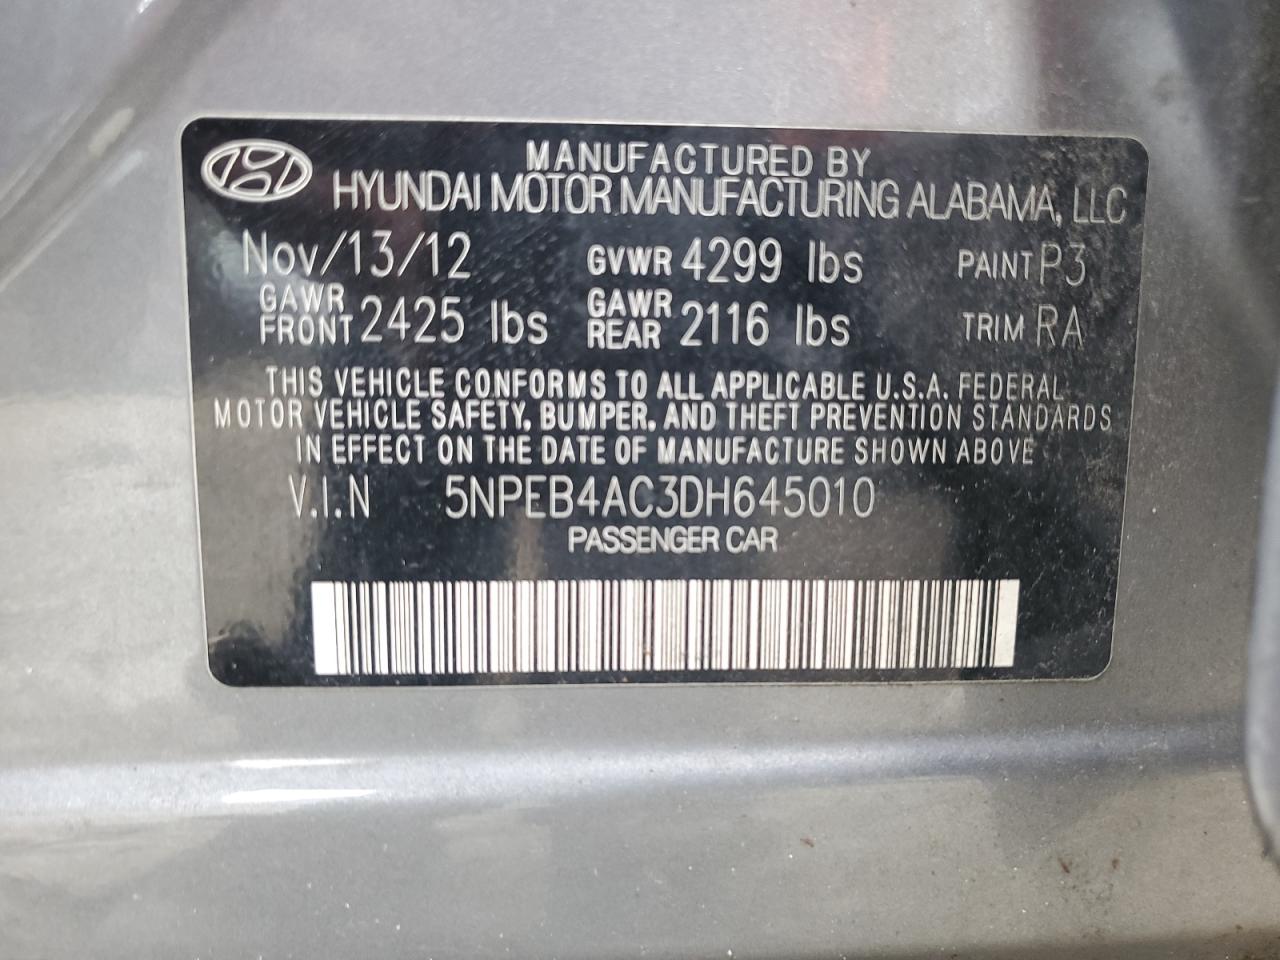 MANUFACTURED BY
HYUNDAI MOTOR MANUFACTURING ALABAMA, LLC
Nov/13/12 GVWR 4299 lbs PAINT P3
GAWR FRONT 2425 lbs GAWR REAR 2116 lbs TRIM RA
THIS VEHICLE CONFORMS TO ALL APPLICABLE U.S.A. FEDERAL
MOTOR VEHICLE SAFETY, BUMPER, AND THEFT PREVENTION STANDARDS
IN EFFECT ON THE DATE OF MANUFACTURE SHOWN ABOVE
V.I.N 5NPEB4AC3DH645010
PASSENGER CAR